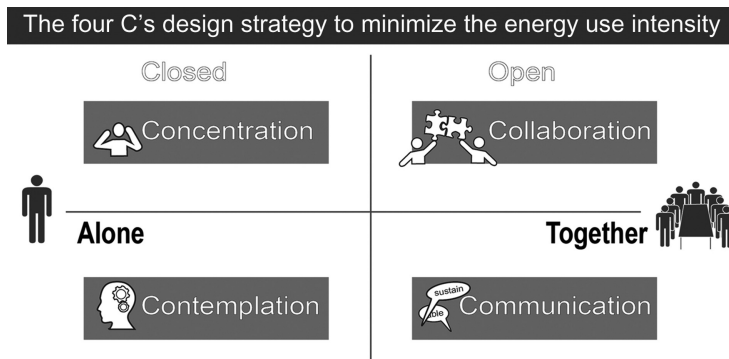 The four C's design strategy to minimize the energy use intensity
Closed
Open
Concentration
Collaboration
Alone
Together
Contemplation
sustain
able
Communication